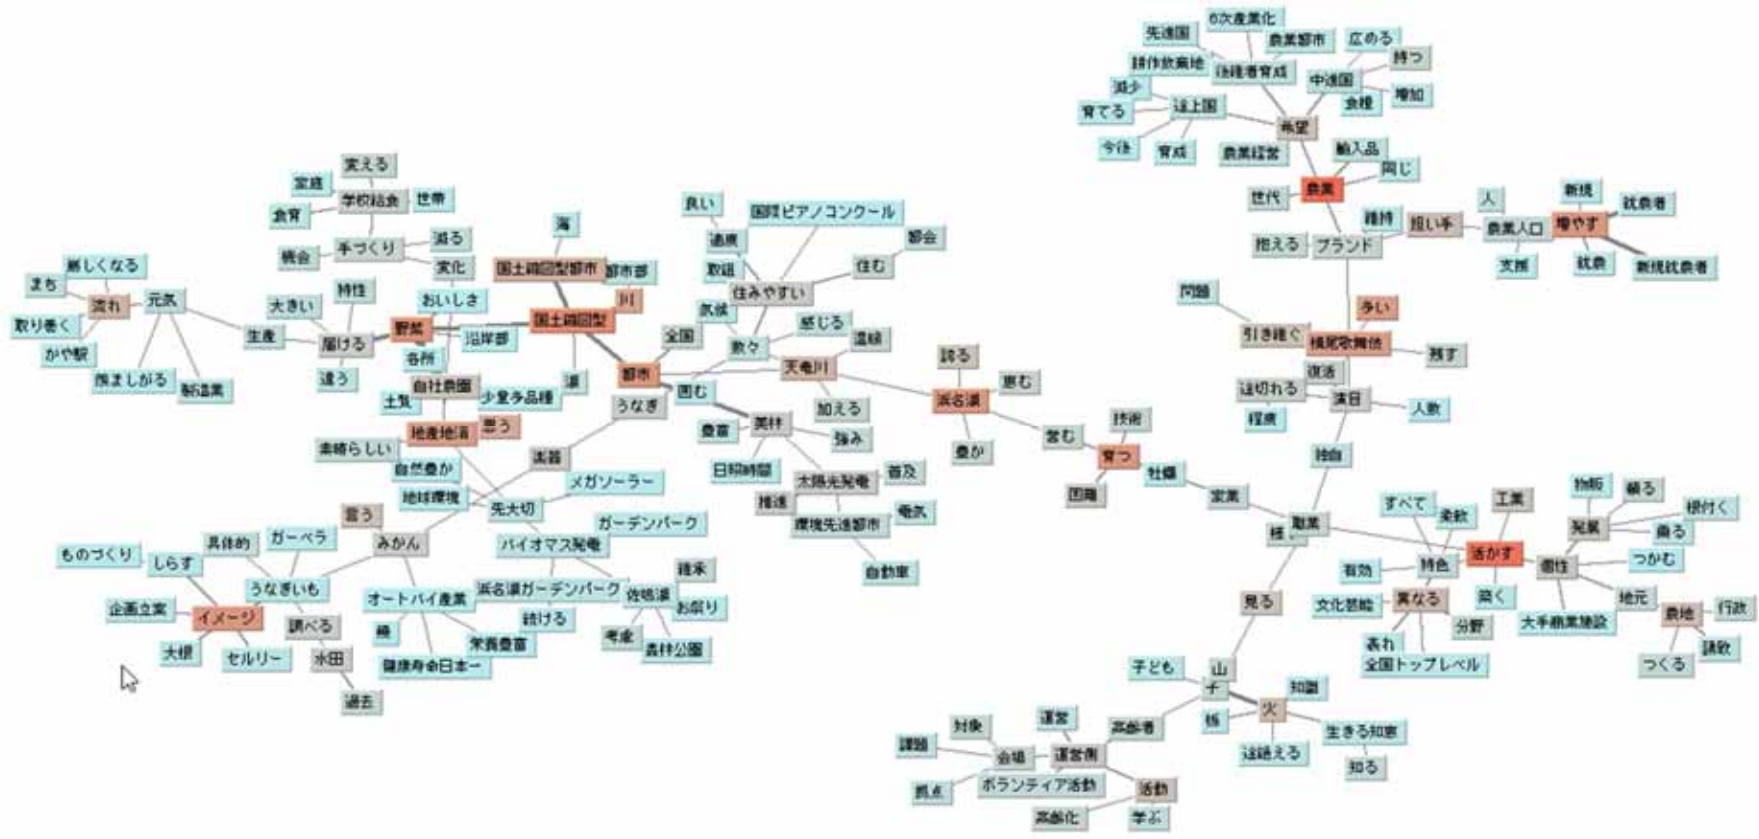 6次産業化
先進国
農業都市
広める
持つ
耕作放棄地
後継者育成
中進国
減少
増加
食糧
育てる
途上国
希望
今後
育成
農業経営
輸入品
同じ
農業
世代
人
新規
就農者
維持
担い手
農業人口
増やす
抱える
ブランド
支援
就農
新規就農者
問題
多い
引き継ぐ
横尾歌舞伎
残す
復活
途切れる
演目
人数
程度
独自
変える
家庭
学校給食
世帯
食育
手づくり
減る
機会
変化
海
国土縮図型都市
都市部
川
国土縮図型
良い
国際ピアノコンクール
適度
都会
取組
住む
住みやすい
気候
感じる
数々
温暖
全国
天竜川
都市
囲む
加える
うなぎ
美林
豊富
強み
日照時間
太陽光発電
普及
推進
環境先進都市
電気
自動車
厳しくなる
まち
流れ
元気
取り巻く
かや駅
羨ましがる
製造業
生産
大きい
特性
届ける
違う
おいしさ
野菜
沿岸部
各所
自社農園
土質
少量多品種
湖
地産地消
思う
素晴らしい
自然豊か
楽器
メガソーラー
地球環境
先大切
ガーデンパーク
言う
みかん
バイオマス発電
ものづくり
しらす
具体的
ガーベラ
うなぎいも
オートバイ産業
浜名湖ガーデンパーク
佐鳴湖
継承
お祭り
企画立案
イメージ
調べる
続ける
考慮
森林公園
栄養豊富
健康寿命日本一
大根
セルリー
水田
過去
誇る
恵む
浜名湖
豊か
営む
技術
育つ
困難
牡蠣
定業
職業
様々
見る
山
子ども
子
火
知識
生きる知恵
途絶える
知る
高齢者
運営
対象
課題
会場
運営側
ボランティア活動
拠点
活動
高齢化
学ぶ
すべて
柔軟
工業
物販
頼る
根付く
発展
乗る
活かす
特色
個性
つかむ
有効
文化芸能
異なる
築く
分野
地元
大手商業施設
表れ
全国トップレベル
農地
行政
誘致
つくる